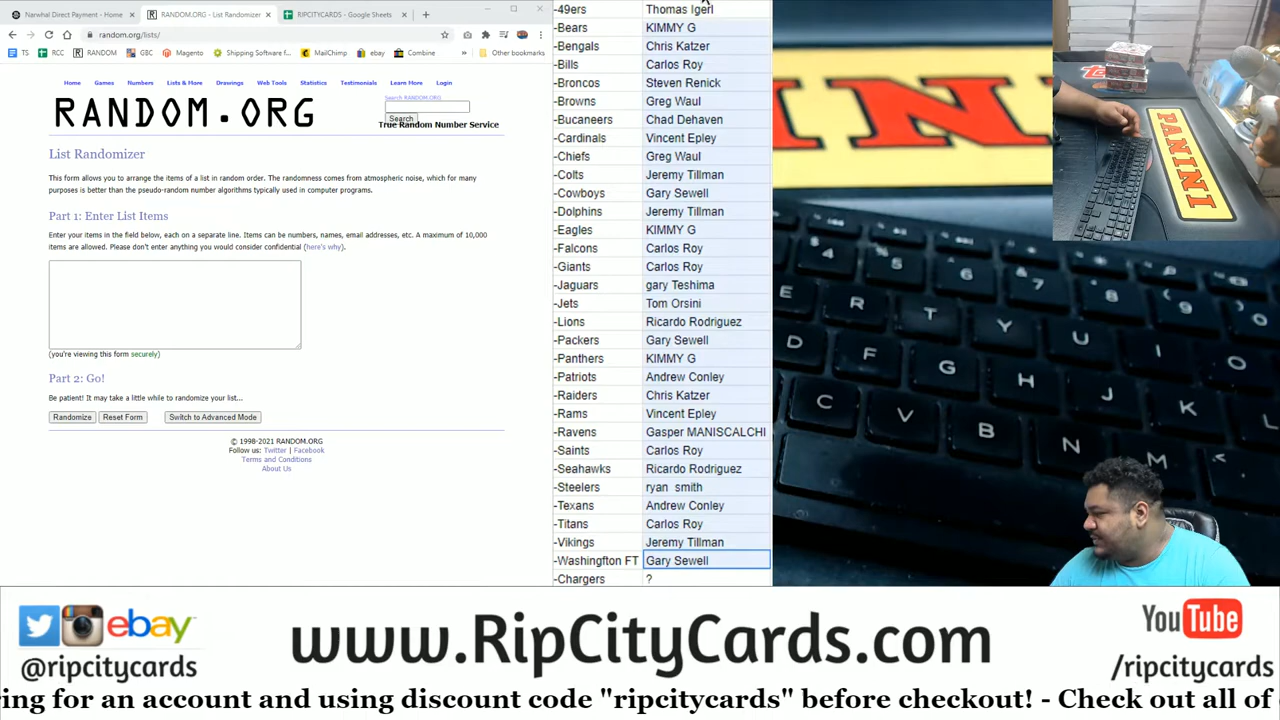 Narwhal Direct Payment - Home
RANDOM.ORG - List Randomizer
RIPCITYCARDS - Google Sheets
random.org/lists/
TS
RCC
RANDOM
GBC
Magento
Shipping Software f...
MailChimp
ebay
Combine
Other bookmarks
Home
Games
Numbers
Lists & More
Drawings
Web Tools
Statistics
Testimonials
Learn More
Login
RANDOM.ORG
Search RANDOM.ORG
Search
True Random Number Service
List Randomizer
This form allows you to arrange the items of a list in random order. The randomness comes from atmospheric noise, which for many
purposes is better than the pseudo-random number algorithms typically used in computer programs.
Part 1: Enter List Items
Enter your items in the field below, each on a separate line. Items can be numbers, names, email addresses, etc. A maximum of 10,000
items are allowed. Please don't enter anything you would consider confidential (here's why).
(you're viewing this form securely)
Part 2: Go!
Be patient! It may take a little while to randomize your list...
Randomize
Reset Form
Switch to Advanced Mode
© 1998-2021 RANDOM.ORG
Follow us: Twitter | Facebook
Terms and Conditions
About Us
-49ers Thomas Igerl
-Bears KIMMY G
-Bengals Chris Katzer
-Bills Carlos Roy
-Broncos Steven Renick
-Browns Greg Waul
-Bucaneers Chad Dehaven
-Cardinals Vincent Epley
-Chiefs Greg Waul
-Colts Jeremy Tillman
-Cowboys Gary Sewell
-Dolphins Jeremy Tillman
-Eagles KIMMY G
-Falcons Carlos Roy
-Giants Carlos Roy
-Jaguars gary Teshima
-Jets Tom Orsini
-Lions Ricardo Rodriguez
-Packers Gary Sewell
-Panthers KIMMY G
-Patriots Andrew Conley
-Raiders Chris Katzer
-Rams Vincent Epley
-Ravens Gasper MANISCALCHI
-Saints Carlos Roy
-Seahawks Ricardo Rodriguez
-Steelers ryan smith
-Texans Andrew Conley
-Titans Carlos Roy
-Vikings Jeremy Tillman
-Washingfton FT Gary Sewell
-Chargers ?
PANINI
4 5 6 7 8 9
E R T Y U I O
D F G H J K L
C V B N M <
ebay
@ripcitycards
www.RipCityCards.com
YouTube
/ripcitycards
ring for an account and using discount code "ripcitycards" before checkout! - Check out all of